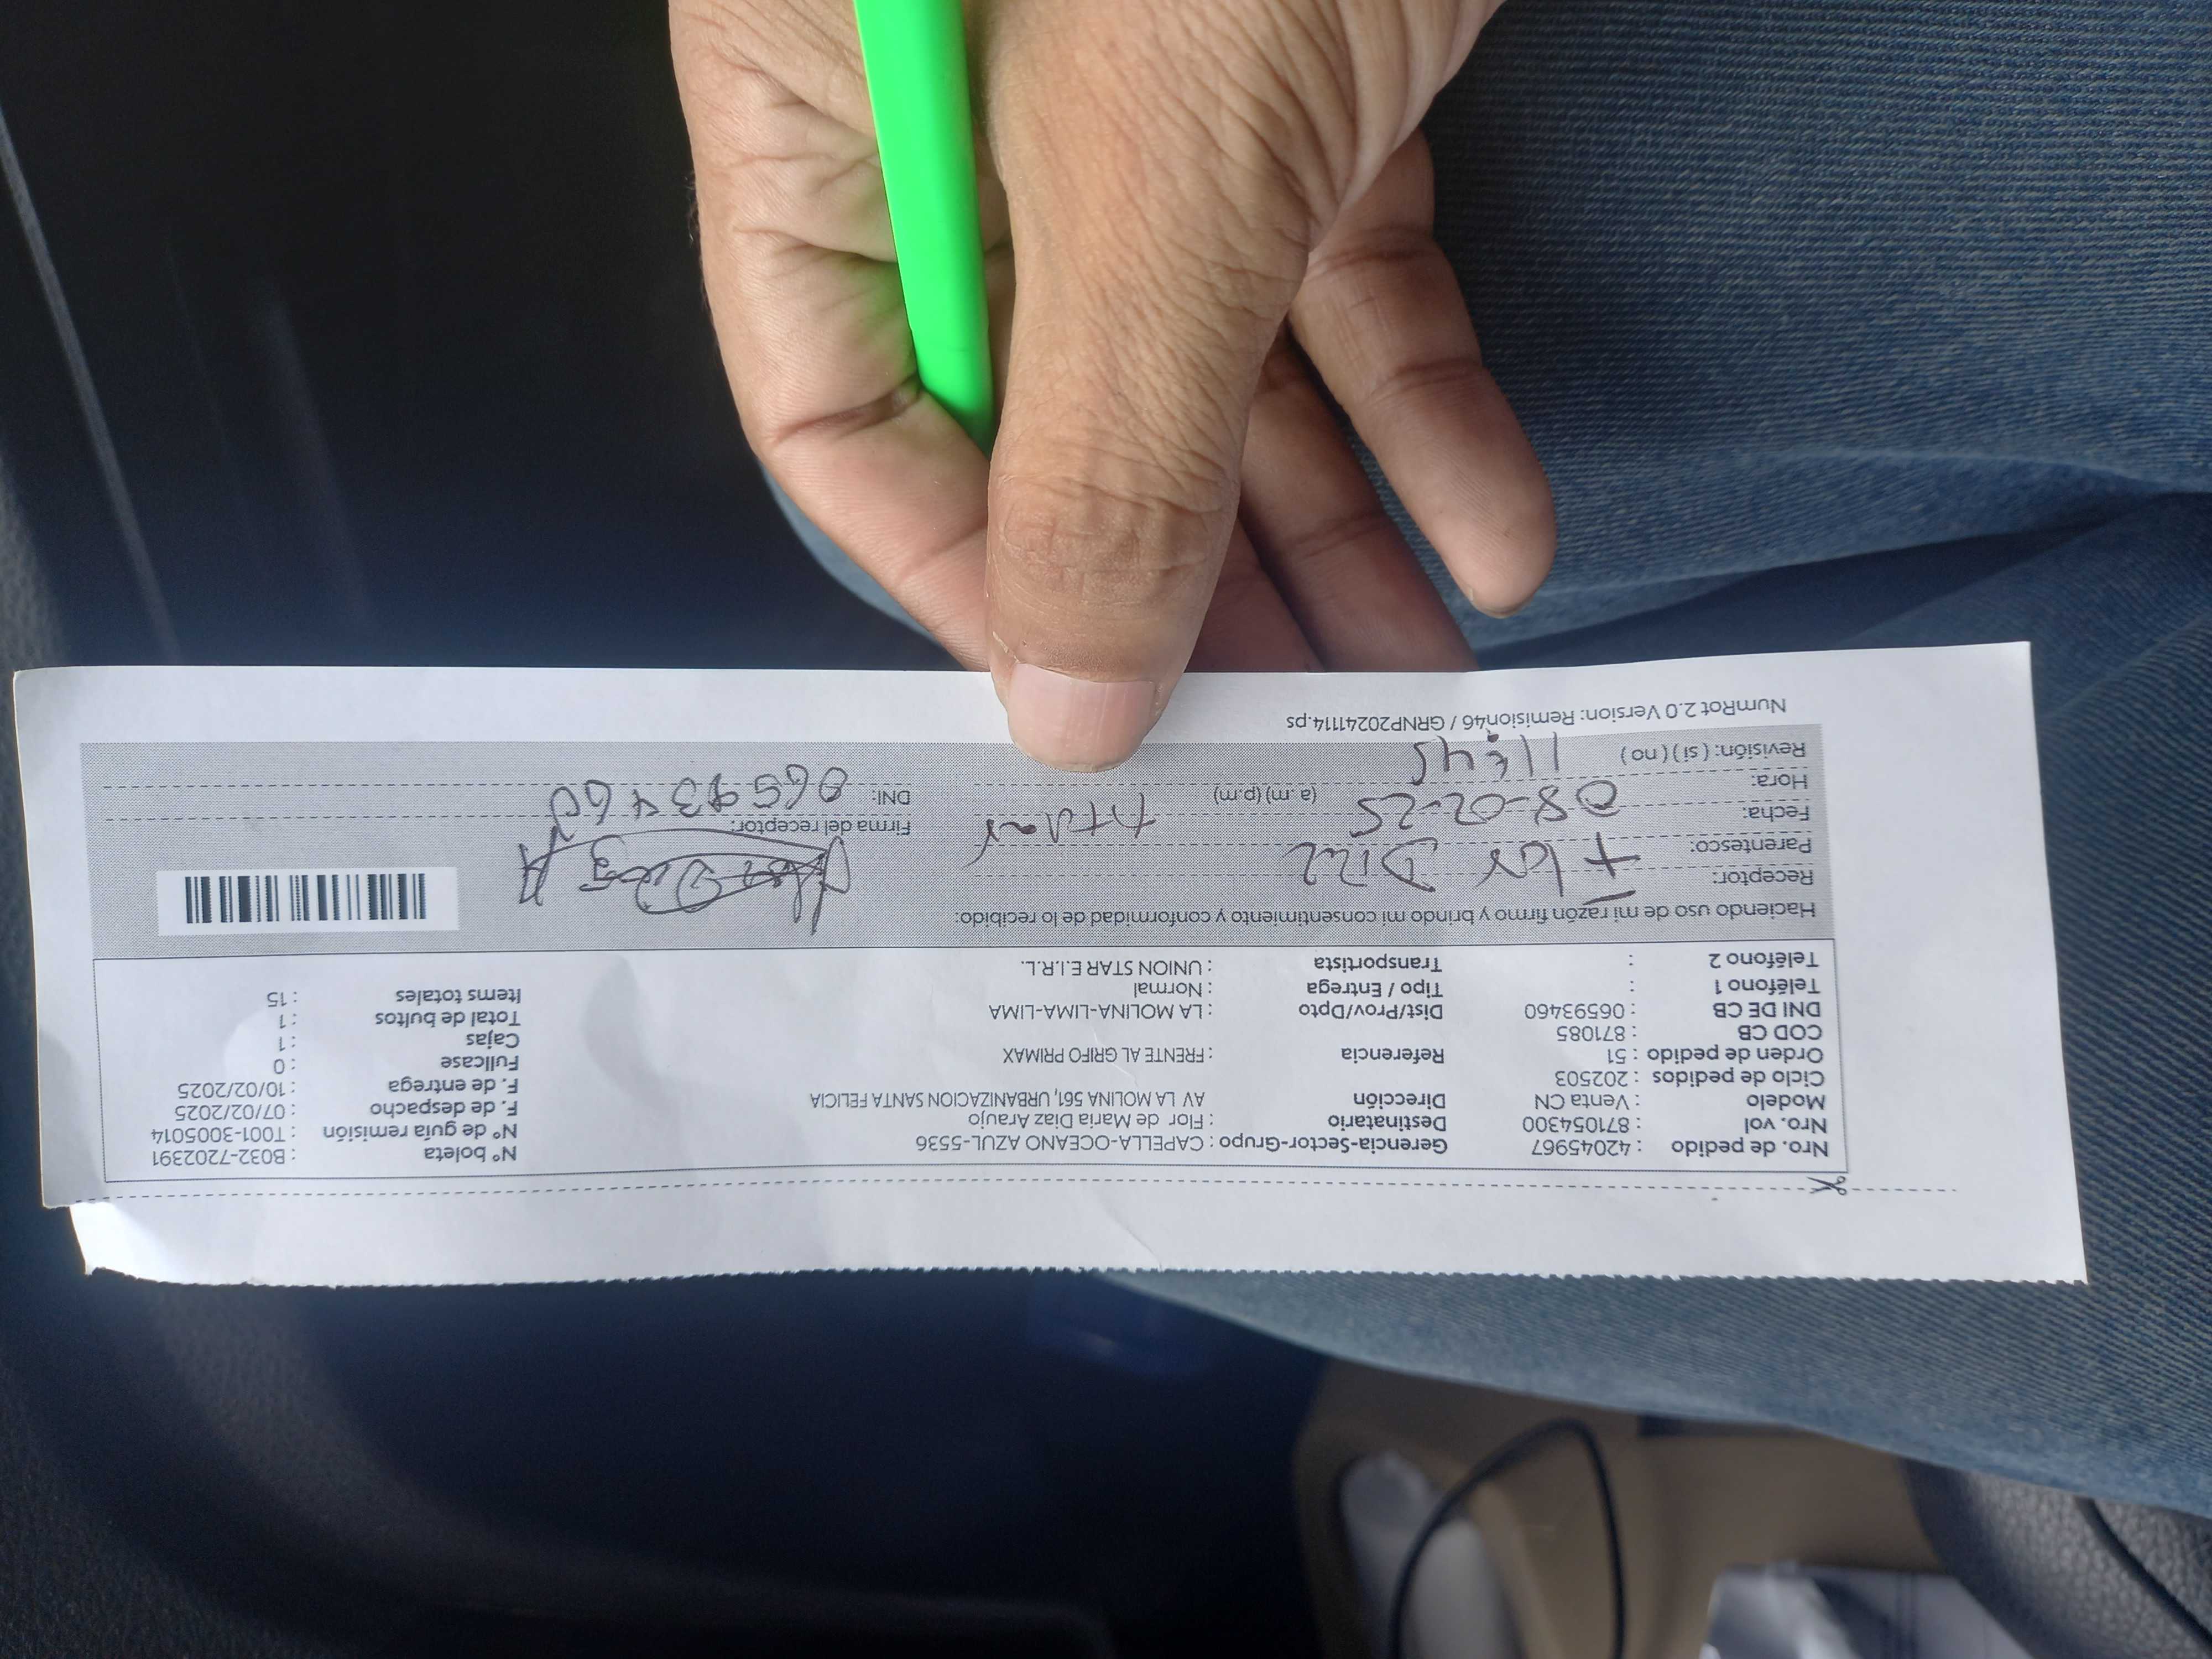 Nro. de pedido : 42045967
Nro. vol : 871054300
Modelo : Venta CN
Ciclo de pedidos : 202503
Orden de pedido : 51
COD CB : 871085
DNI DE CB : 06593460
Teléfono 1 :
Teléfono 2 :
Gerencia-Sector-Grupo : CAPELLA-OCEANO AZUL-5536
Destinatario : Flor de Maria Diaz Araujo
Dirección AV LA MOLINA 561, URBANIZACION SANTA FELICIA
Referencia : FRENTE AL GRIFO PRIMAX
Dist/Prov/Dpto : LA MOLINA-LIMA-LIMA
Tipo / Entrega : Normal
Transportista : UNION STAR E.I.R.L.
N° boleta : B032-7202391
N° de guía remisión : T001-3005014
F. de despacho : 07/02/2025
F. de entrega : 10/02/2025
Fullcase : 0
Cajas : 1
Total de bultos : 1
Items totales : 15
Haciendo uso de mi razón firmo y brindo mi consentimiento y conformidad de lo recibido:
Receptor: Flor Diaz
Parentesco:
Fecha: 08-02-25
Hora: (a.m) (p.m)
Revisión: ( si ) ( no ) 11:45
Firma del receptor:
DNI: 06593460
NumRot 2.0 Version: Remision46 / GRNP20241114.ps